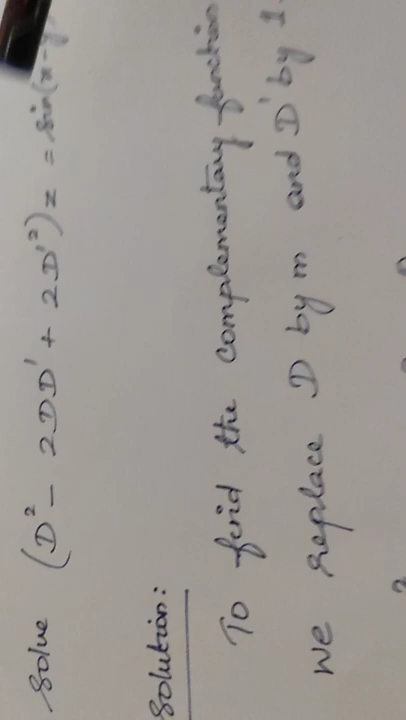 Solve (D² - 2DD' + 2D'²) z = sin(x-y
Solution:
To find the complementary function
we replace D by m and D' by 1.